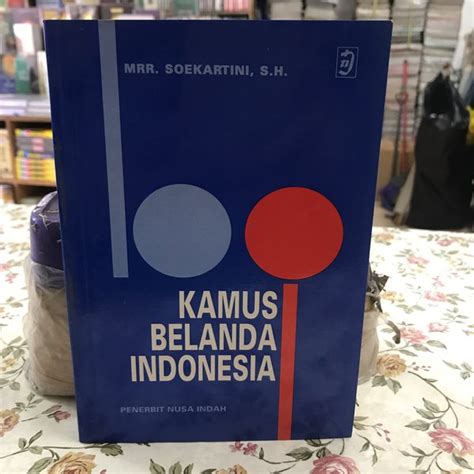 MRR. SOEKARTINI, S.H.
KAMUS
BELANDA
INDONESIA
PENERBIT NUSA INDAH